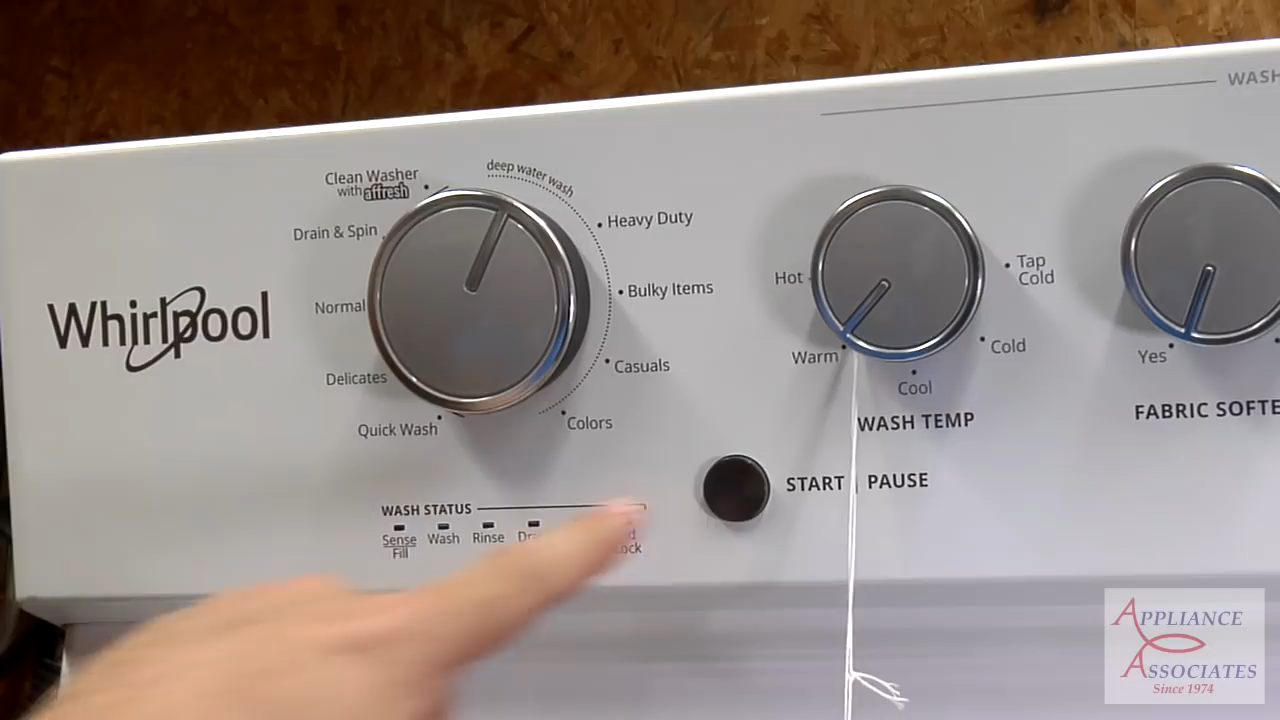 WASH
deep water wash
Clean Washer
with affresh
Heavy Duty
Drain & Spin
Tap
Cold
Hot
Bulky Items
Normal
Whirlpool
Cold
Warm
Yes
Casuals
Delicates
Cool
Colors
Quick Wash
WASH TEMP
FABRIC SOFTE
START | PAUSE
WASH STATUS
Sense
Fill
Wash
Rinse
APPLIANCE
ASSOCIATES
Since 1974